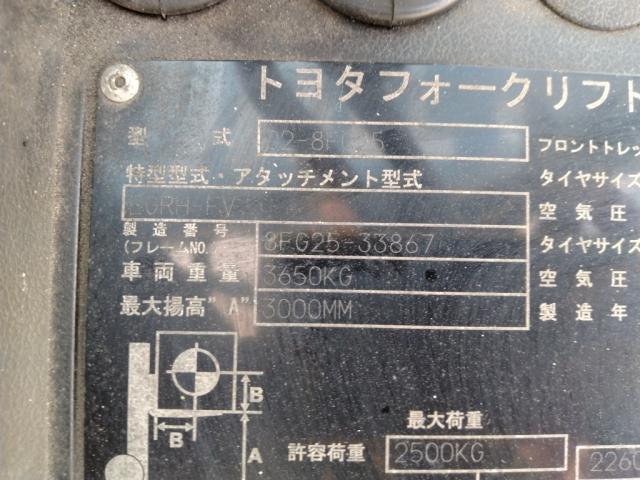 トヨタフォークリフト
型式 フロントトレッ
特型型式・アタッチメント型式 タイヤサイズ
空気圧
製造番号 8FG25-33867 タイヤサイズ
(フレームNO.)
車両重量 3650KG 空気圧
最大揚高"A" 3000MM 製造年
B
B
A
最大荷重
許容荷重 2500KG 2260